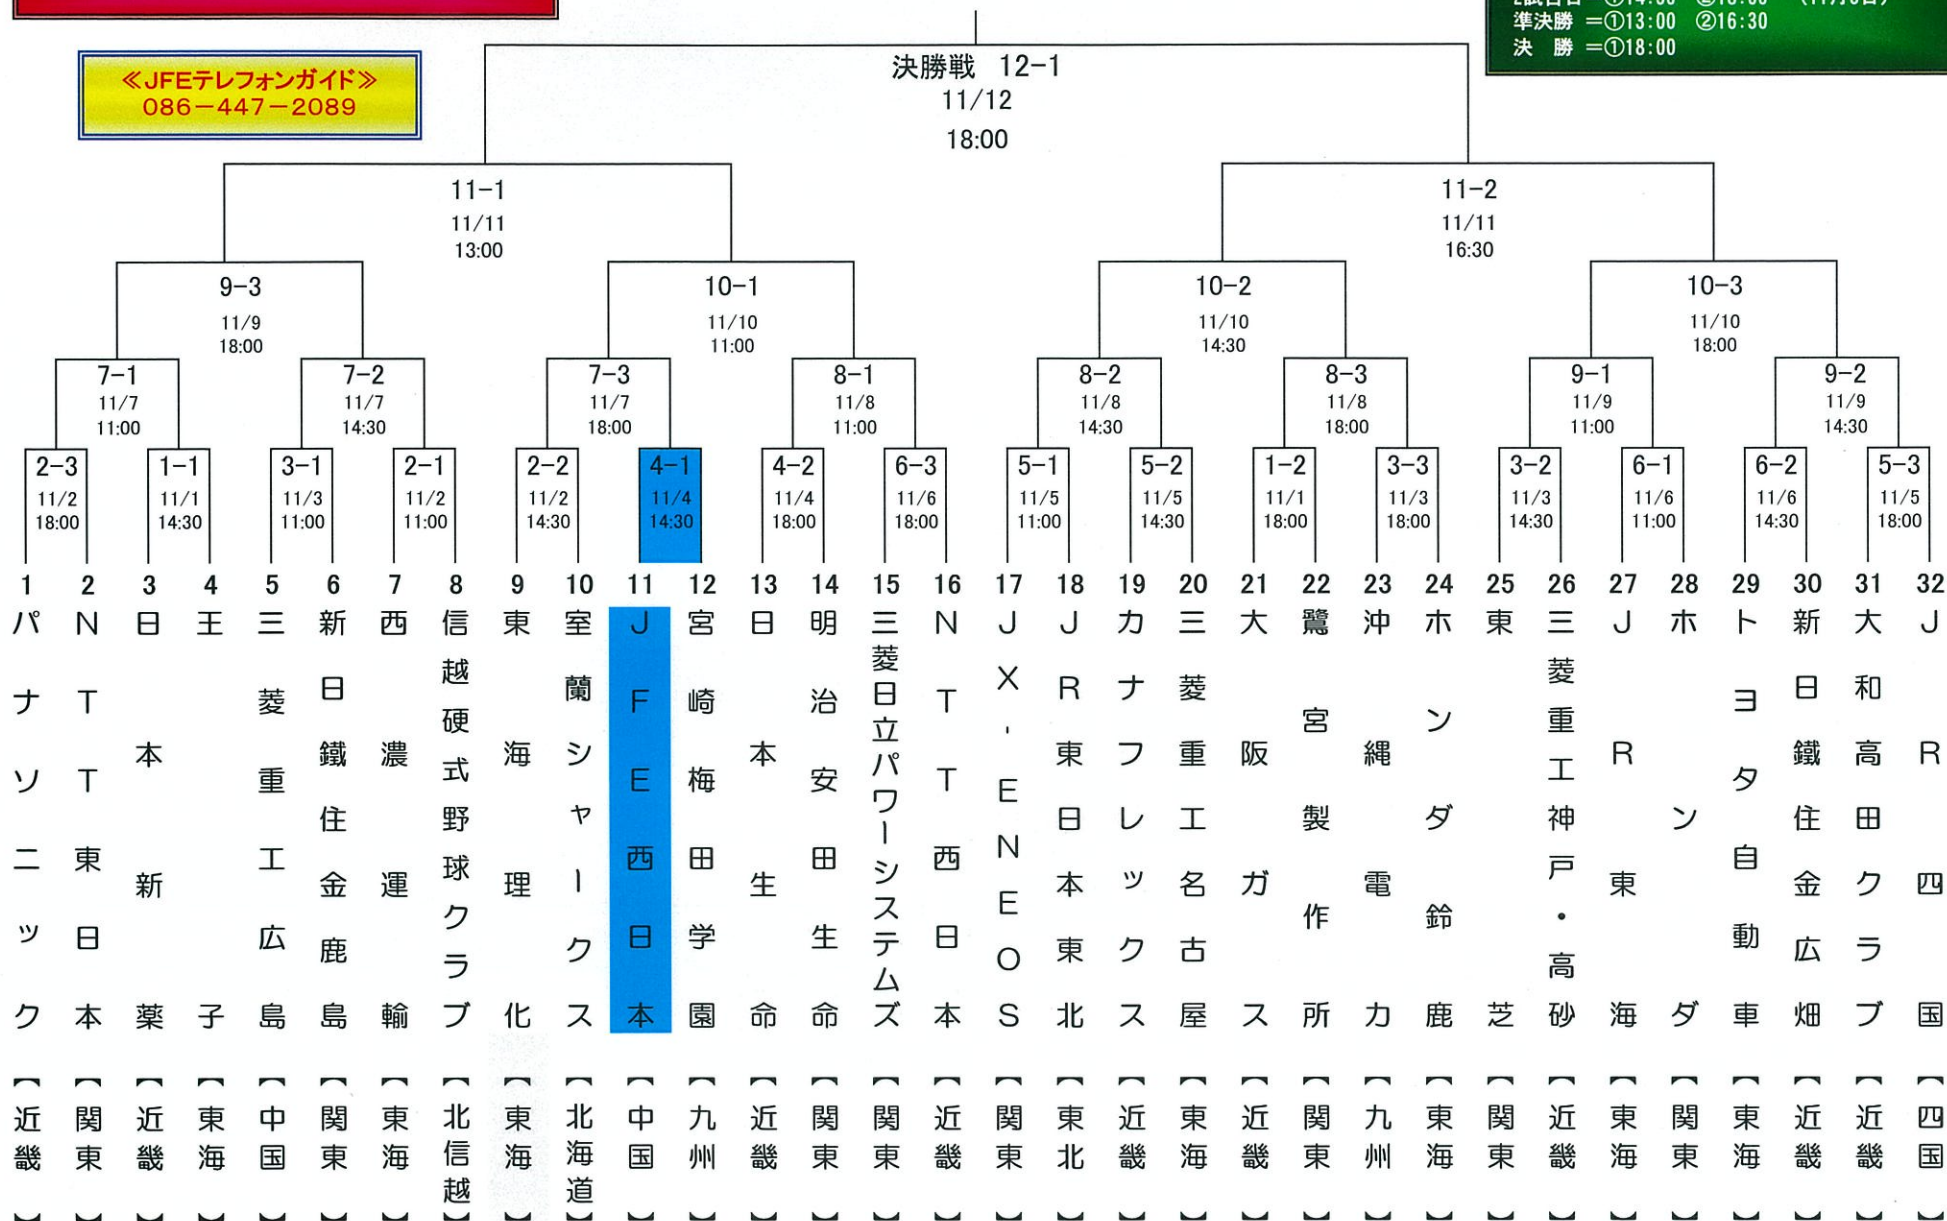 準決勝 =①13:00 ②16:30
決 勝 =①18:00
≪JFEテレフォンガイド≫
086-447-2089
決勝戦 12-1
11/12
18:00
11-1
11/11
13:00
11-2
11/11
16:30
9-3
11/9
18:00
10-1
11/10
11:00
10-2
11/10
14:30
10-3
11/10
18:00
7-1
11/7
11:00
7-2
11/7
14:30
7-3
11/7
18:00
8-1
11/8
11:00
8-2
11/8
14:30
8-3
11/8
18:00
9-1
11/9
11:00
9-2
11/9
14:30
2-3
11/2
18:00
1-1
11/1
14:30
3-1
11/3
11:00
2-1
11/2
11:00
2-2
11/2
14:30
4-1
11/4
14:30
4-2
11/4
18:00
6-3
11/6
18:00
5-1
11/5
11:00
5-2
11/5
14:30
1-2
11/1
18:00
3-3
11/3
18:00
3-2
11/3
14:30
6-1
11/6
11:00
6-2
11/6
14:30
5-3
11/5
18:00
1 パナソニック 【近畿】
2 NTT東日本 【関東】
3 日本新薬 【近畿】
4 王子 【東海】
5 三菱重工広島 【中国】
6 新日鐵住金鹿島 【関東】
7 西濃運輸 【東海】
8 信越硬式野球クラブ 【北信越】
9 東海理化 【東海】
10 室蘭シャークス 【北海道】
11 JFE西日本 【中国】
12 宮崎梅田学園 【九州】
13 日本生命 【近畿】
14 明治安田生命 【関東】
15 三菱日立パワーシステムズ 【関東】
16 NTT西日本 【近畿】
17 JX-ENEOS 【関東】
18 JR東日本東北 【東北】
19 カナフレックス 【近畿】
20 三菱重工名古屋 【東海】
21 大阪ガス 【近畿】
22 鷺宮製作所 【関東】
23 沖縄電力 【九州】
24 ホンダ鈴鹿 【東海】
25 東芝 【関東】
26 三菱重工神戸・高砂 【近畿】
27 JR東海 【東海】
28 ホンダ 【関東】
29 トヨタ自動車 【東海】
30 新日鐵住金広畑 【近畿】
31 大和高田クラブ 【近畿】
32 JR四国 【四国】